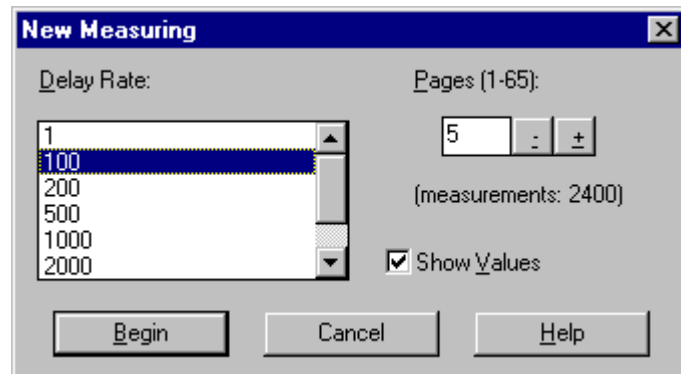 New Measuring
Delay Rate:
Pages (1-65):
1
100
200
500
1000
2000
5
-
+
(measurements: 2400)
Show Values
Begin
Cancel
Help